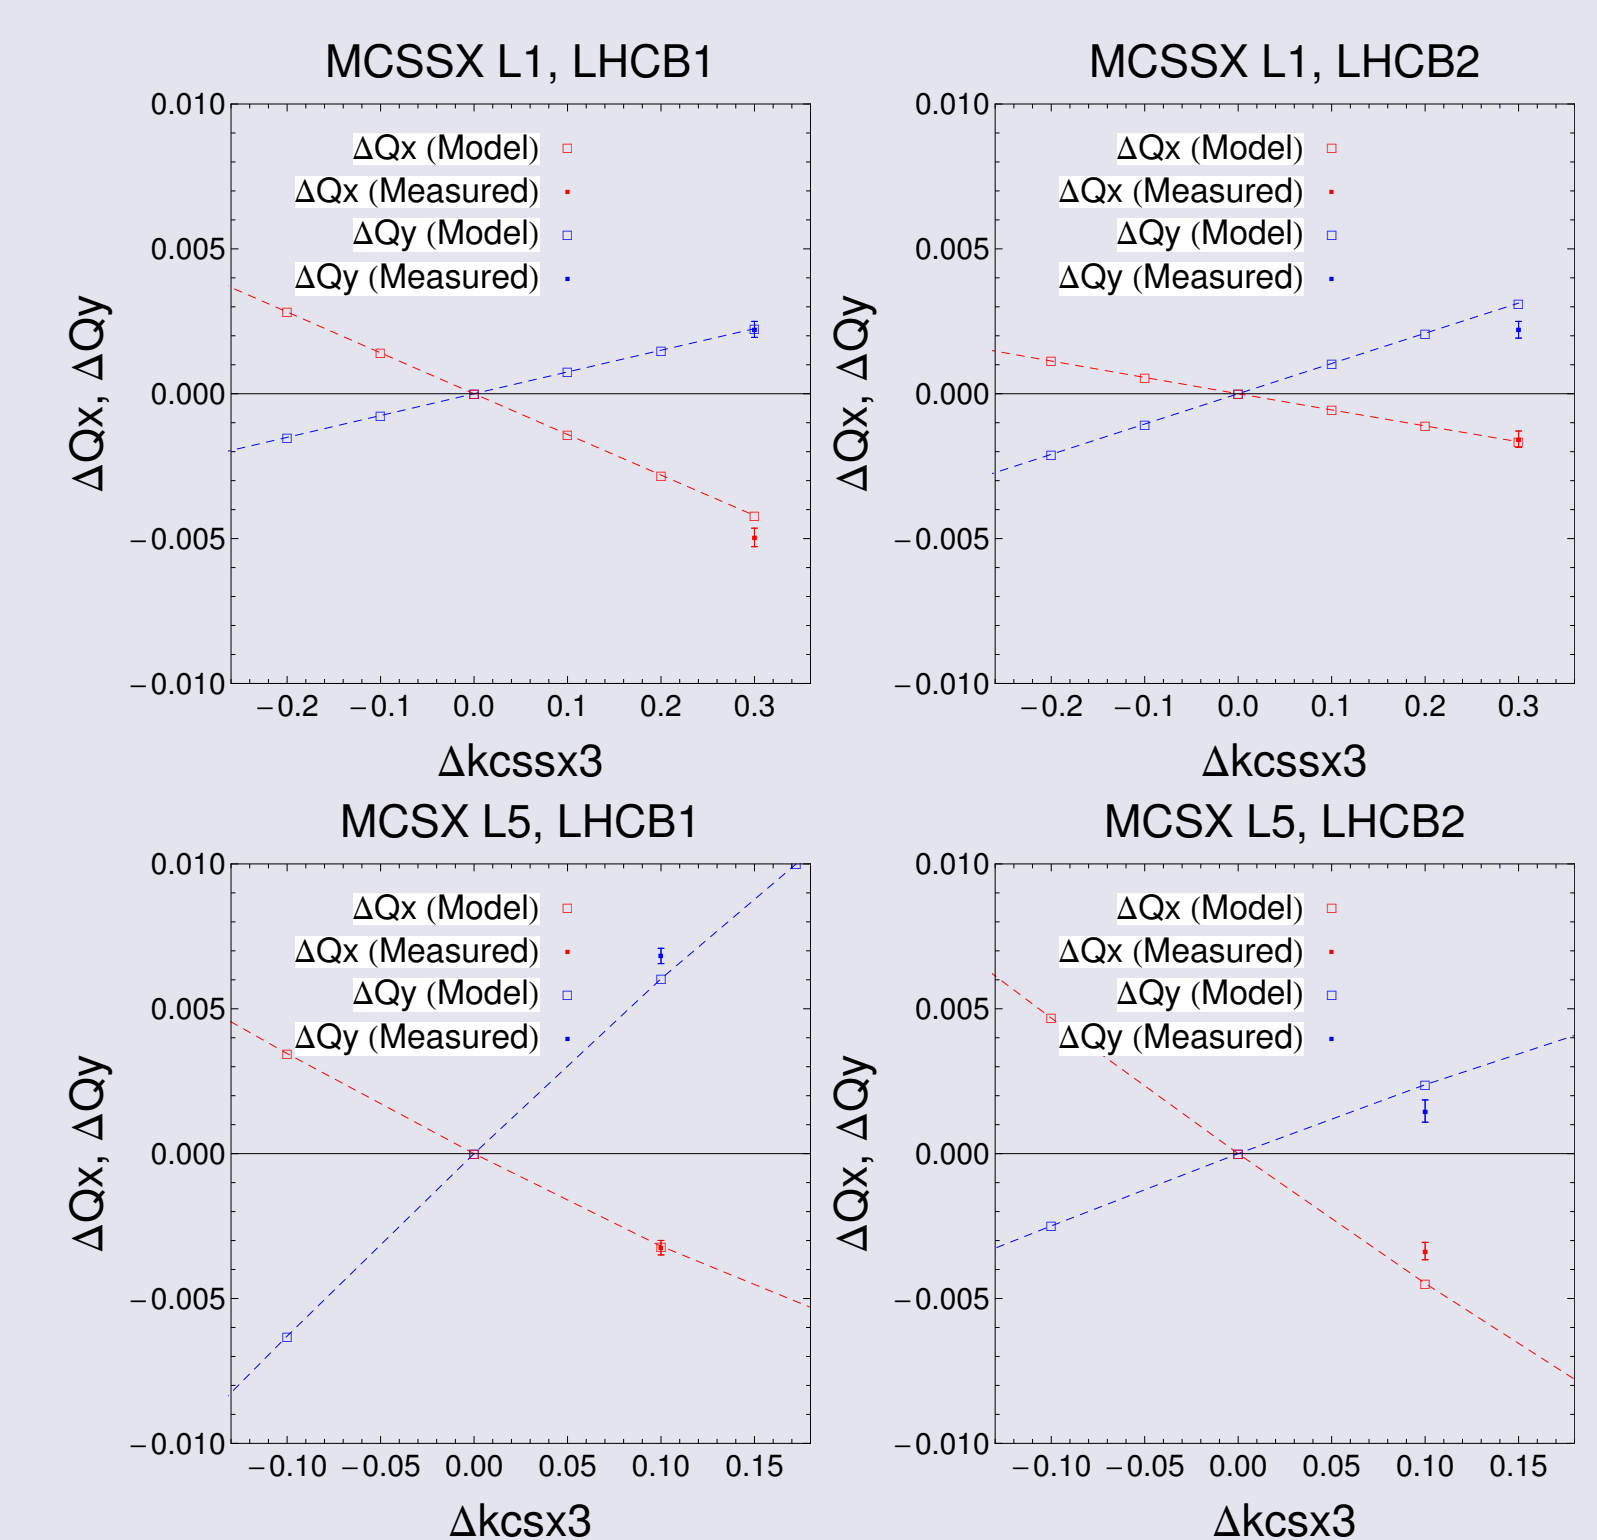 MCSSX L1, LHCB1
0.010
0.005
0.000
−0.005
−0.010
ΔQx, ΔQy
ΔQx (Model)
ΔQx (Measured)
ΔQy (Model)
ΔQy (Measured)
−0.2 −0.1 0.0 0.1 0.2 0.3
Δkcssx3
MCSSX L1, LHCB2
0.010
0.005
0.000
−0.005
−0.010
ΔQx, ΔQy
ΔQx (Model)
ΔQx (Measured)
ΔQy (Model)
ΔQy (Measured)
−0.2 −0.1 0.0 0.1 0.2 0.3
Δkcssx3
MCSX L5, LHCB1
0.010
0.005
0.000
−0.005
−0.010
ΔQx, ΔQy
ΔQx (Model)
ΔQx (Measured)
ΔQy (Model)
ΔQy (Measured)
−0.10 −0.05 0.00 0.05 0.10 0.15
Δkcsx3
MCSX L5, LHCB2
0.010
0.005
0.000
−0.005
−0.010
ΔQx, ΔQy
ΔQx (Model)
ΔQx (Measured)
ΔQy (Model)
ΔQy (Measured)
−0.10 −0.05 0.00 0.05 0.10 0.15
Δkcsx3